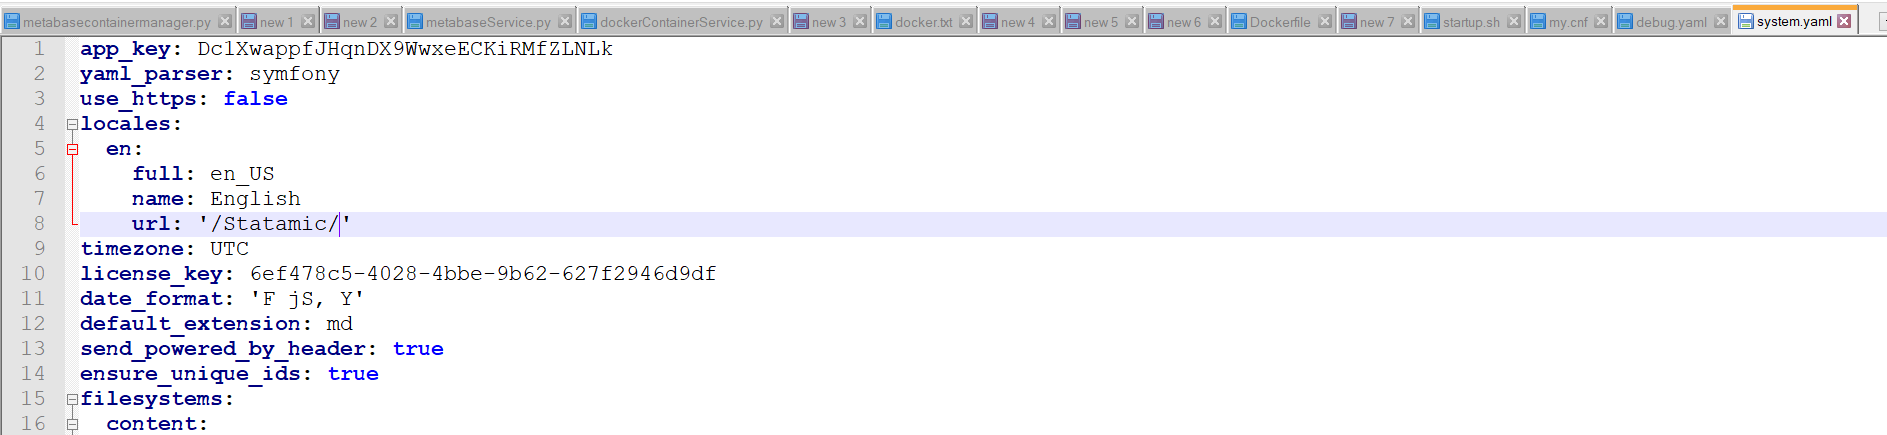 metabasecontainermanager.py new 1 new 2 metabaseService.py dockerContainerService.py new 3 docker.txt new 4 new 5 new 6 Dockerfile new 7 startup.sh my.cnf debug.yaml system.yaml
1 app_key: Dc1XwappfJHqnDX9WwxeECKiRMfZLNLk
2 yaml_parser: symfony
3 use_https: false
4 locales:
5 en:
6 full: en_US
7 name: English
8 url: '/Statamic/'
9 timezone: UTC
10 license_key: 6ef478c5-4028-4bbe-9b62-627f2946d9df
11 date_format: 'F jS, Y'
12 default_extension: md
13 send_powered_by_header: true
14 ensure_unique_ids: true
15 filesystems:
16 content: